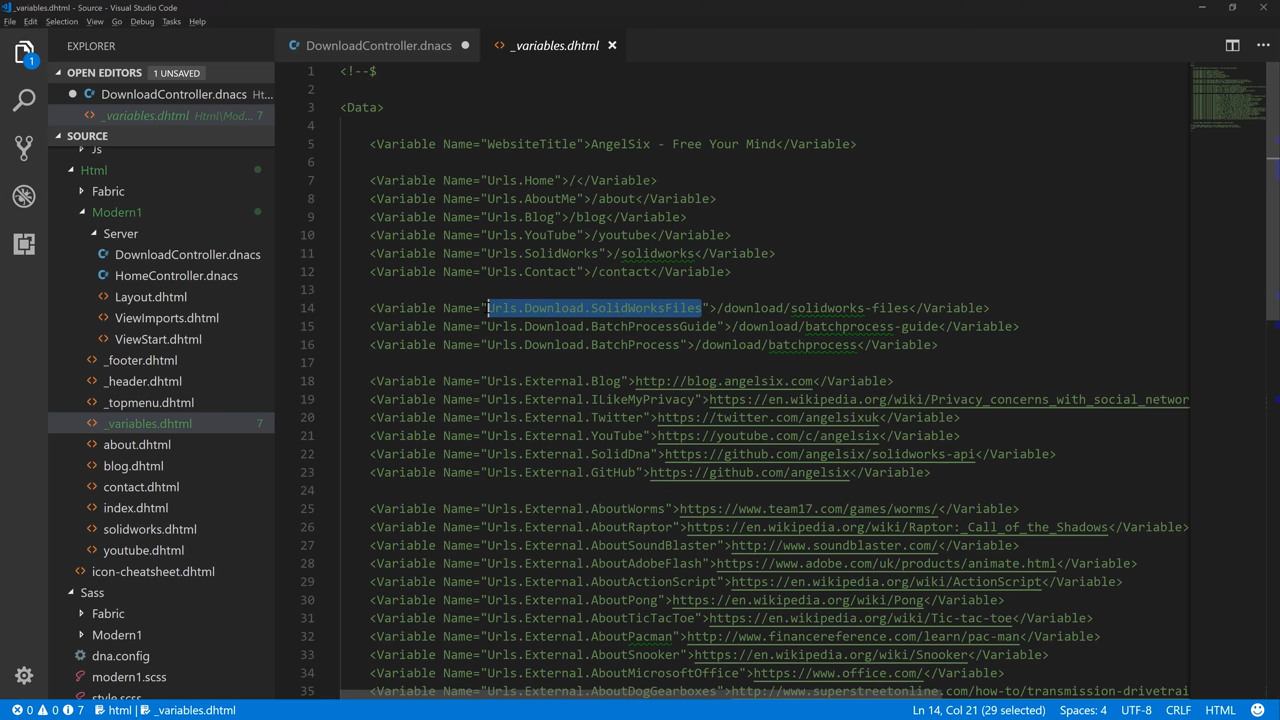 _variables.dhtml - Source - Visual Studio Code
File Edit Selection View Go Debug Tasks Help
EXPLORER
OPEN EDITORS 1 UNSAVED
DownloadController.dnacs Ht...
_variables.dhtml Html\Mod... 7
SOURCE
Js
Html
Fabric
Modern1
Server
DownloadController.dnacs
HomeController.dnacs
Layout.dhtml
ViewImports.dhtml
ViewStart.dhtml
_footer.dhtml
_header.dhtml
_topmenu.dhtml
_variables.dhtml 7
about.dhtml
blog.dhtml
contact.dhtml
index.dhtml
solidworks.dhtml
youtube.dhtml
icon-cheatsheet.dhtml
Sass
Fabric
Modern1
dna.config
modern1.scss
style.scss
1
DownloadController.dnacs
_variables.dhtml
1 <!--$
2
3 <Data>
4
5 <Variable Name="WebsiteTitle">AngelSix - Free Your Mind</Variable>
6
7 <Variable Name="Urls.Home">/</Variable>
8 <Variable Name="Urls.AboutMe">/about</Variable>
9 <Variable Name="Urls.Blog">/blog</Variable>
10 <Variable Name="Urls.YouTube">/youtube</Variable>
11 <Variable Name="Urls.SolidWorks">/solidworks</Variable>
12 <Variable Name="Urls.Contact">/contact</Variable>
13
14 <Variable Name="Urls.Download.SolidWorksFiles">/download/solidworks-files</Variable>
15 <Variable Name="Urls.Download.BatchProcessGuide">/download/batchprocess-guide</Variable>
16 <Variable Name="Urls.Download.BatchProcess">/download/batchprocess</Variable>
17
18 <Variable Name="Urls.External.Blog">http://blog.angelsix.com</Variable>
19 <Variable Name="Urls.External.ILikeMyPrivacy">https://en.wikipedia.org/wiki/Privacy_concerns_with_social_networ
20 <Variable Name="Urls.External.Twitter">https://twitter.com/angelsixuk</Variable>
21 <Variable Name="Urls.External.YouTube">https://youtube.com/c/angelsix</Variable>
22 <Variable Name="Urls.External.SolidDna">https://github.com/angelsix/solidworks-api</Variable>
23 <Variable Name="Urls.External.GitHub">https://github.com/angelsix</Variable>
24
25 <Variable Name="Urls.External.AboutWorms">https://www.team17.com/games/worms/</Variable>
26 <Variable Name="Urls.External.AboutRaptor">https://en.wikipedia.org/wiki/Raptor:_Call_of_the_Shadows</Variable>
27 <Variable Name="Urls.External.AboutSoundBlaster">http://www.soundblaster.com/</Variable>
28 <Variable Name="Urls.External.AboutAdobeFlash">https://www.adobe.com/uk/products/animate.html</Variable>
29 <Variable Name="Urls.External.AboutActionScript">https://en.wikipedia.org/wiki/ActionScript</Variable>
30 <Variable Name="Urls.External.AboutPong">https://en.wikipedia.org/wiki/Pong</Variable>
31 <Variable Name="Urls.External.AboutTicTacToe">https://en.wikipedia.org/wiki/Tic-tac-toe</Variable>
32 <Variable Name="Urls.External.AboutPacman">http://www.financereference.com/learn/pac-man</Variable>
33 <Variable Name="Urls.External.AboutSnooker">https://en.wikipedia.org/wiki/Snooker</Variable>
34 <Variable Name="Urls.External.AboutMicrosoftOffice">https://www.office.com/</Variable>
35 <Variable Name="Urls.External.AboutDogGearboxes">http://www.superstreetonline.com/how-to/transmission-drivetrai
0 0 7 html | _variables.dhtml Ln 14, Col 21 (29 selected) Spaces: 4 UTF-8 CRLF HTML